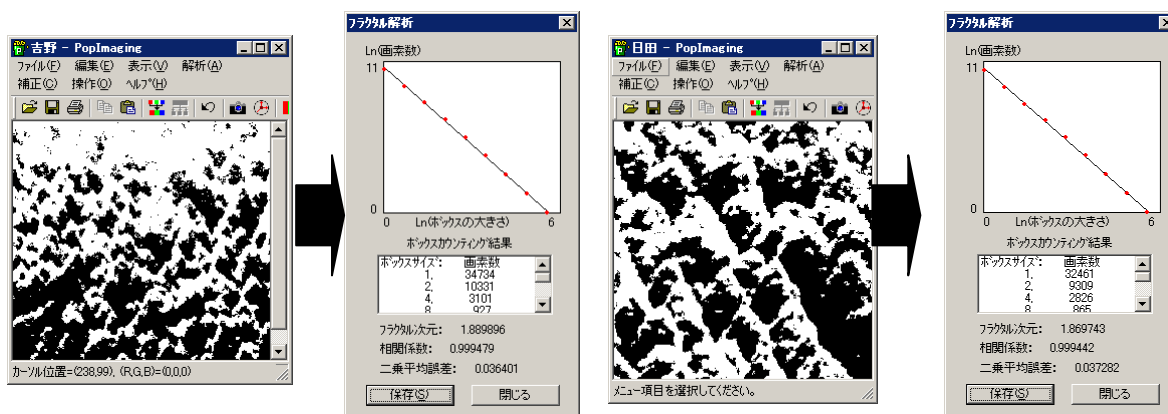 吉野 - PopImaging
ファイル(F) 編集(E) 表示(V) 解析(A)
補正(C) 操作(O) ヘルプ(H)
カーソル位置=(238,99), (R,G,B)=(0,0,0)
フラクタル解析
Ln(画素数)
11
0
0 Ln(ボックスの大きさ) 6
ボックスカウンティング結果
ボックスサイズ: 画素数
1, 34734
2, 10331
4, 3101
8 927
フラクタル次元: 1.889896
相関係数: 0.999479
二乗平均誤差: 0.036401
保存(S) 閉じる
日田 - PopImaging
ファイル(F) 編集(E) 表示(V) 解析(A)
補正(C) 操作(O) ヘルプ(H)
メニュー項目を選択してください。
フラクタル解析
Ln(画素数)
11
0
0 Ln(ボックスの大きさ) 6
ボックスカウンティング結果
ボックスサイズ: 画素数
1, 32461
2, 9309
4, 2826
8 865
フラクタル次元: 1.869743
相関係数: 0.999442
二乗平均誤差: 0.037282
保存(S) 閉じる